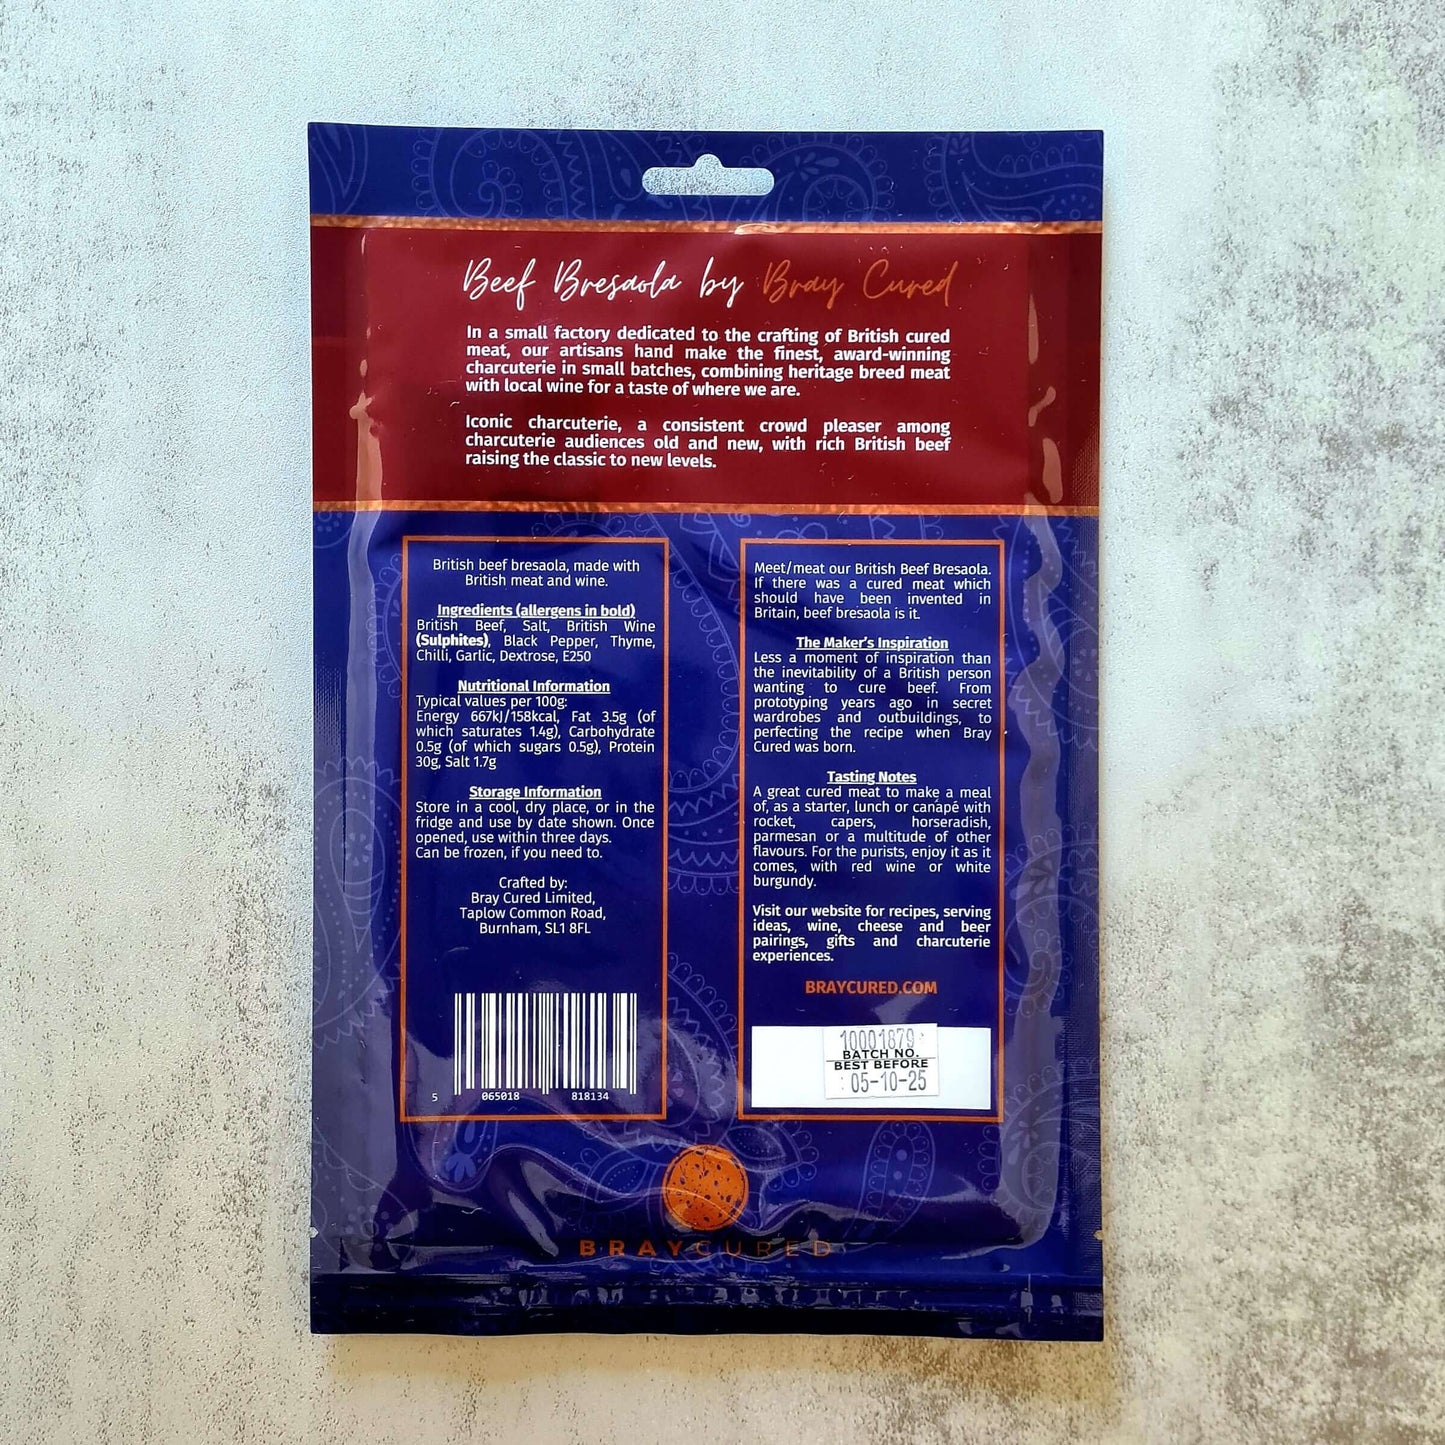 Beef Bresaola by Bray Cured
In a small factory dedicated to the crafting of British cured
meat, our artisans hand make the finest, award-winning
charcuterie in small batches, combining heritage breed meat
with local wine for a taste of where we are.
Iconic charcuterie, a consistent crowd pleaser among
charcuterie audiences old and new, with rich British beef
raising the classic to new levels.
British beef bresaola, made with
British meat and wine.
Ingredients (allergens in bold)
British Beef, Salt, British Wine
(Sulphites), Black Pepper, Thyme,
Chilli, Garlic, Dextrose, E250
Nutritional Information
Typical values per 100g:
Energy 667kJ/158kcal, Fat 3.5g (of
which saturates 1.4g), Carbohydrate
0.5g (of which sugars 0.5g), Protein
30g, Salt 1.7g
Storage Information
Store in a cool, dry place, or in the
fridge and use by date shown. Once
opened, use within three days.
Can be frozen, if you need to.
Crafted by:
Bray Cured Limited,
Taplow Common Road,
Burnham, SL1 8FL
5 065018 818134
Meet/meat our British Beef Bresaola.
If there was a cured meat which
should have been invented in
Britain, beef bresaola is it.
The Maker's Inspiration
Less a moment of inspiration than
the inevitability of a British person
wanting to cure beef. From
prototyping years ago in secret
wardrobes and outbuildings, to
perfecting the recipe when Bray
Cured was born.
Tasting Notes
A great cured meat to make a meal
of, as a starter, lunch or canapé with
rocket, capers, horseradish,
parmesan or a multitude of other
flavours. For the purists, enjoy it as it
comes, with red wine or white
burgundy.
Visit our website for recipes, serving
ideas, wine, cheese and beer
pairings, gifts and charcuterie
experiences.
BRAYCURED.COM
10001879
BATCH NO.
BEST BEFORE
05-10-25
BRAYCURED